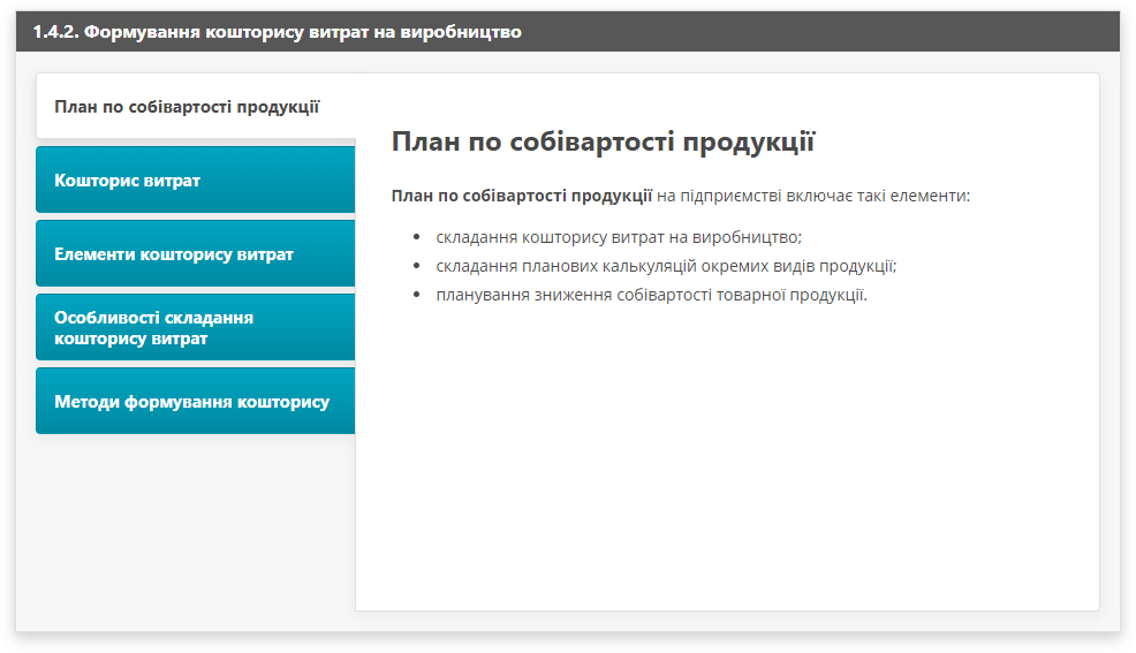 1.4.2. Формування кошторису витрат на виробництво
План по собівартості продукції
Кошторис витрат
Елементи кошторису витрат
Особливості складання
кошторису витрат
Методи формування кошторису
План по собівартості продукції
План по собівартості продукції на підприємстві включає такі елементи:
• складання кошторису витрат на виробництво;
• складання планових калькуляцій окремих видів продукції;
• планування зниження собівартості товарної продукції.